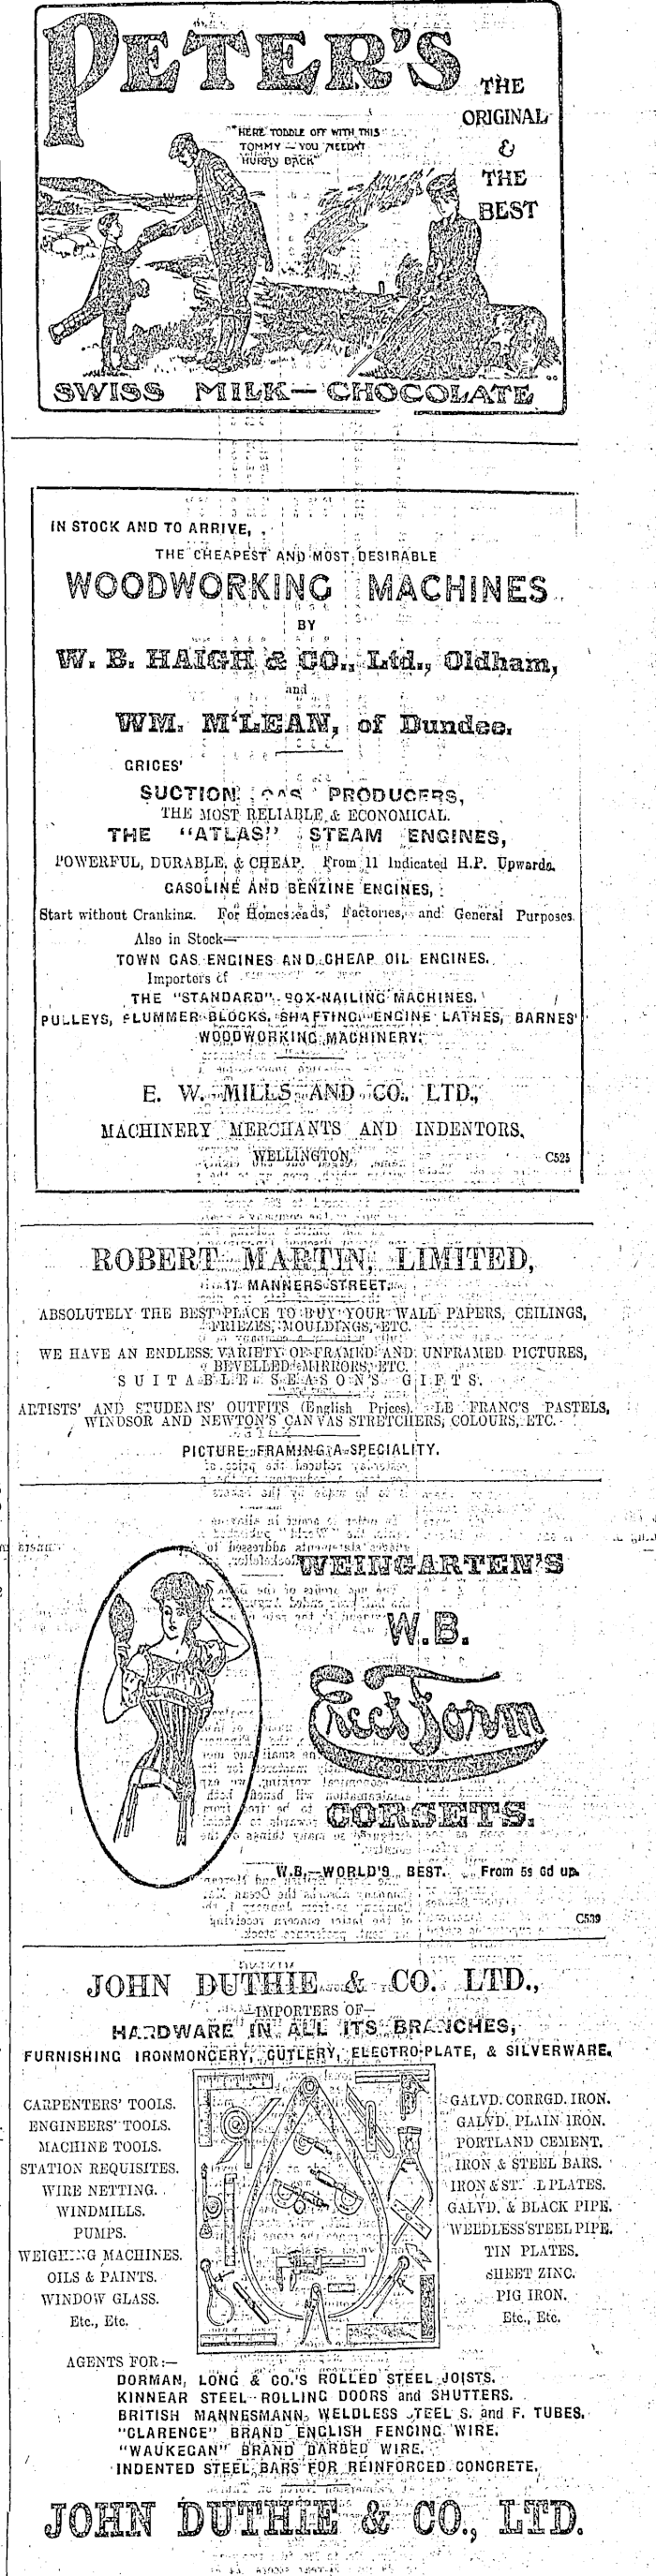 PETER'S
THE
ORIGINAL
&
THE
BEST
"HERE TODDLE OFF WITH THIS
TOMMY — YOU NEEDN'T
HURRY BACK"
SWISS MILK—CHOCOLATE
IN STOCK AND TO ARRIVE,
THE CHEAPEST AND MOST DESIRABLE
WOODWORKING MACHINES
BY
W. B. HAIGH & CO., Ltd., Oldham,
and
WM. M'LEAN, of Dundee.
GRICES'
SUCTION GAS PRODUCERS,
THE MOST RELIABLE & ECONOMICAL.
THE "ATLAS" STEAM ENGINES,
POWERFUL, DURABLE, & CHEAP. From 11 Indicated H.P. Upwards.
GASOLINE AND BENZINE ENGINES,
Start without Cranking. For Homesteads, Factories, and General Purposes.
Also in Stock—
TOWN GAS ENGINES AND CHEAP OIL ENGINES.
Importers of
THE "STANDARD" BOX-NAILING MACHINES,
PULLEYS, PLUMMER BLOCKS, SHAFTING, ENGINE LATHES, BARNES'
WOODWORKING MACHINERY.
E. W. MILLS AND CO., LTD.,
MACHINERY MERCHANTS AND INDENTORS,
WELLINGTON.
C525
ROBERT MARTIN, LIMITED,
17 MANNERS STREET.
ABSOLUTELY THE BEST PLACE TO BUY YOUR WALL PAPERS, CEILINGS,
FRIEZES, MOULDINGS, ETC.
WE HAVE AN ENDLESS VARIETY OF FRAMED AND UNFRAMED PICTURES,
BEVELLED MIRRORS, ETC.
SUITABLE SEASON'S GIFTS.
ARTISTS' AND STUDENTS' OUTFITS (English Prices). LE FRANC'S PASTELS,
WINDSOR AND NEWTON'S CANVAS STRETCHERS, COLOURS, ETC.
PICTURE FRAMING A SPECIALITY.
WEINGARTEN'S
W.B.
Erect Form
CORSETS.
W.B.—WORLD'S BEST. From 5s 6d up.
C539
JOHN DUTHIE & CO. LTD.,
—IMPORTERS OF—
HARDWARE IN ALL ITS BRANCHES,
FURNISHING IRONMONGERY, CUTLERY, ELECTRO-PLATE, & SILVERWARE.
CARPENTERS' TOOLS.
ENGINEERS' TOOLS.
MACHINE TOOLS.
STATION REQUISITES.
WIRE NETTING.
WINDMILLS.
PUMPS.
WEIGHING MACHINES.
OILS & PAINTS.
WINDOW GLASS.
Etc., Etc.
GALVD. CORRGD. IRON.
GALVD. PLAIN IRON.
PORTLAND CEMENT.
IRON & STEEL BARS.
IRON & STEEL PLATES.
GALVD. & BLACK PIPE.
WELDLESS STEEL PIPE.
TIN PLATES.
SHEET ZINC.
PIG IRON.
Etc., Etc.
AGENTS FOR:—
DORMAN, LONG & CO.'S ROLLED STEEL JOISTS.
KINNEAR STEEL ROLLING DOORS and SHUTTERS.
BRITISH MANNESMANN WELDLESS STEEL S. and F. TUBES.
"CLARENCE" BRAND ENGLISH FENCING WIRE.
"WAUKEGAN" BRAND BARBED WIRE.
INDENTED STEEL BARS FOR REINFORCED CONCRETE.
JOHN DUTHIE & CO., LTD.